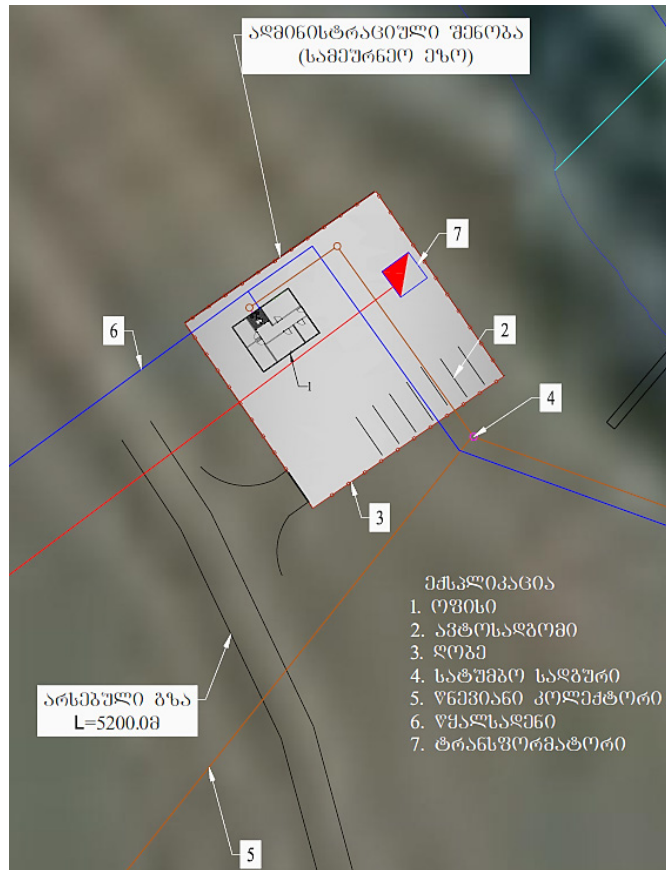 ადმინისტრაციული შენობა
(სამეურნეო ეზო)
7
6
2
1
4
3
ექსპლიკაცია
1. ოფისი
2. ავტოსადგომი
3. ღობე
4. სატუმბო სადგური
5. წნევიანი კოლექტორი
6. წყალსადენი
7. ტრანსფორმატორი
არსებული გზა
L=5200.0მ
5